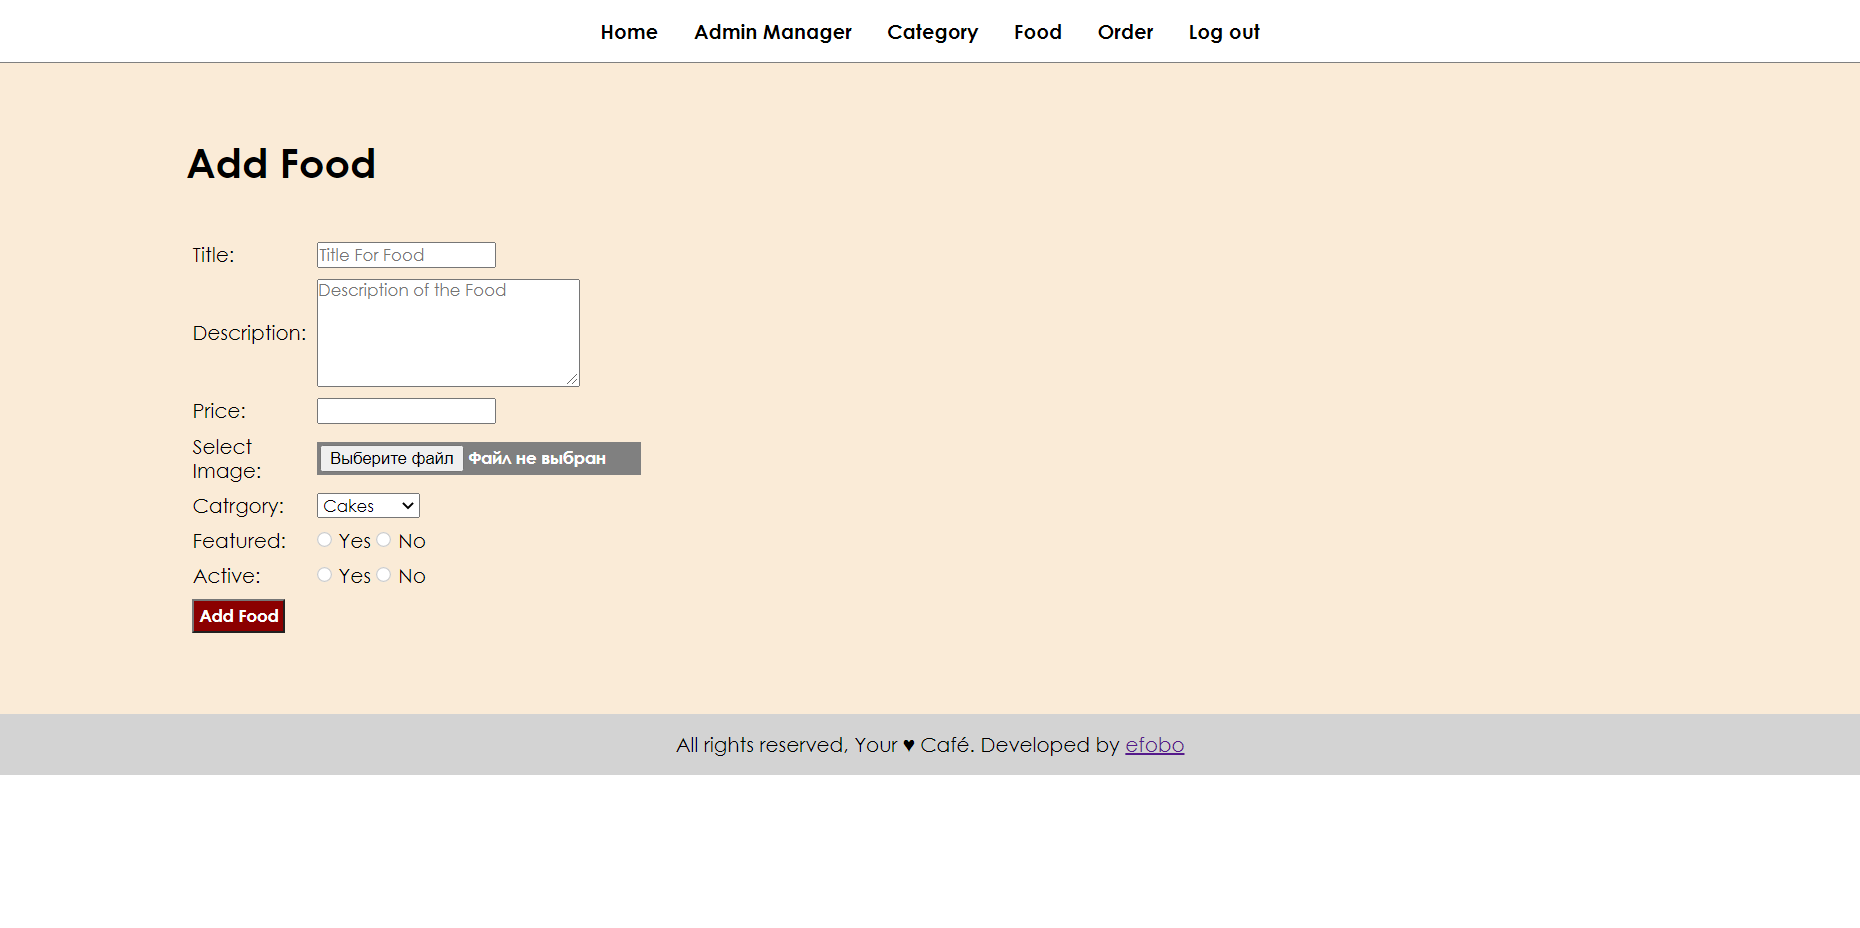 Home Admin Manager Category Food Order Log out
Add Food
Title: Title For Food
Description: Description of the Food
Price:
Select
Image: Выберите файл Файл не выбран
Catrgory: Cakes
Featured: Yes No
Active: Yes No
Add Food
All rights reserved, Your ♥ Café. Developed by efobo